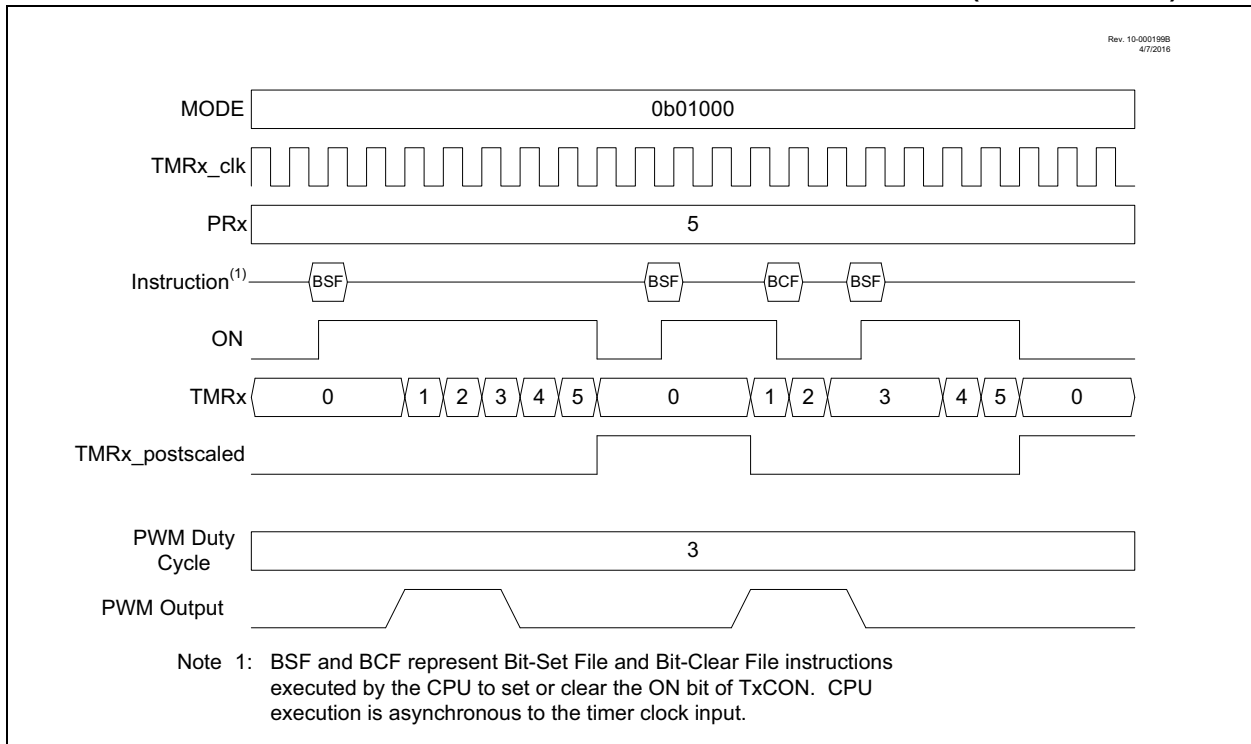 Rev. 10-000199B
4/7/2016
MODE 0b01000
TMRx_clk
PRx 5
Instruction(1) BSF BSF BCF BSF
ON
TMRx 0 1 2 3 4 5 0 1 2 3 4 5 0
TMRx_postscaled
PWM Duty
Cycle 3
PWM Output
Note 1: BSF and BCF represent Bit-Set File and Bit-Clear File instructions
executed by the CPU to set or clear the ON bit of TxCON. CPU
execution is asynchronous to the timer clock input.